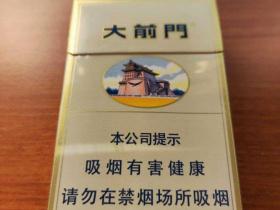 大前門
本公司提示
吸烟有害健康
请勿在禁烟场所吸烟